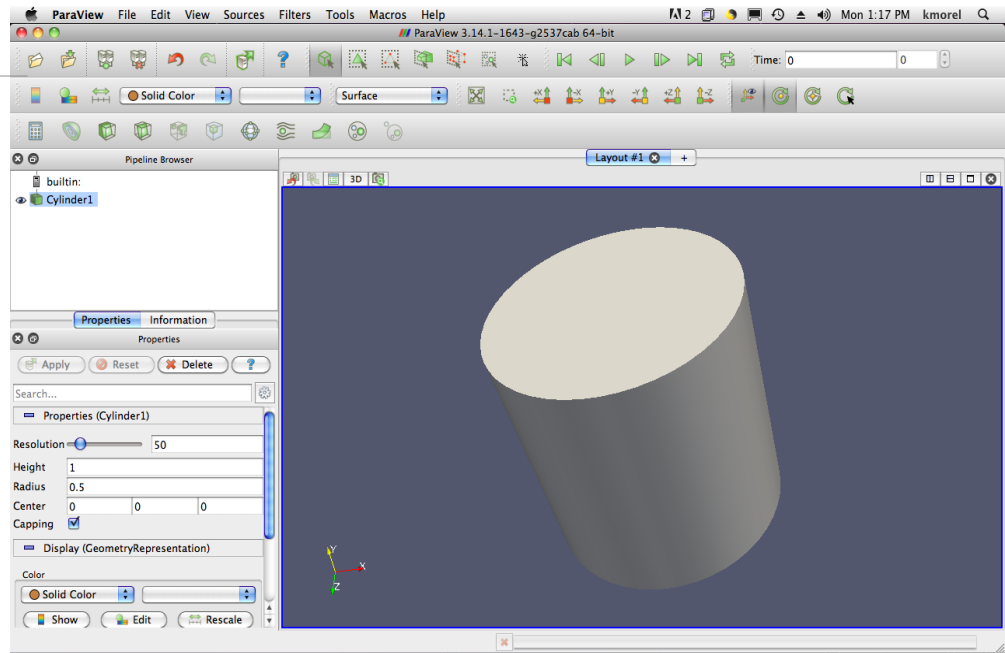 ParaView File Edit View Sources Filters Tools Macros Help 2 Mon 1:17 PM kmorel
ParaView 3.14.1-1643-g2537cab 64-bit
? +X -X +Y -Y +Z -Z Time: 0 0
Solid Color Surface
Pipeline Browser
Layout #1 +
builtin:
3D
Cylinder1
Properties Information
Properties
Apply Reset Delete ?
Search...
Properties (Cylinder1)
Resolution 50
Height 1
Radius 0.5
Center 0 0 0
Capping
Display (GeometryRepresentation)
Y
X
Z
Color
Solid Color
Show Edit Rescale